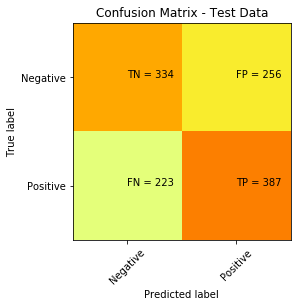 Confusion Matrix - Test Data
True label
Negative
TN = 334
FP = 256
Positive
FN = 223
TP = 387
Negative
Positive
Predicted label